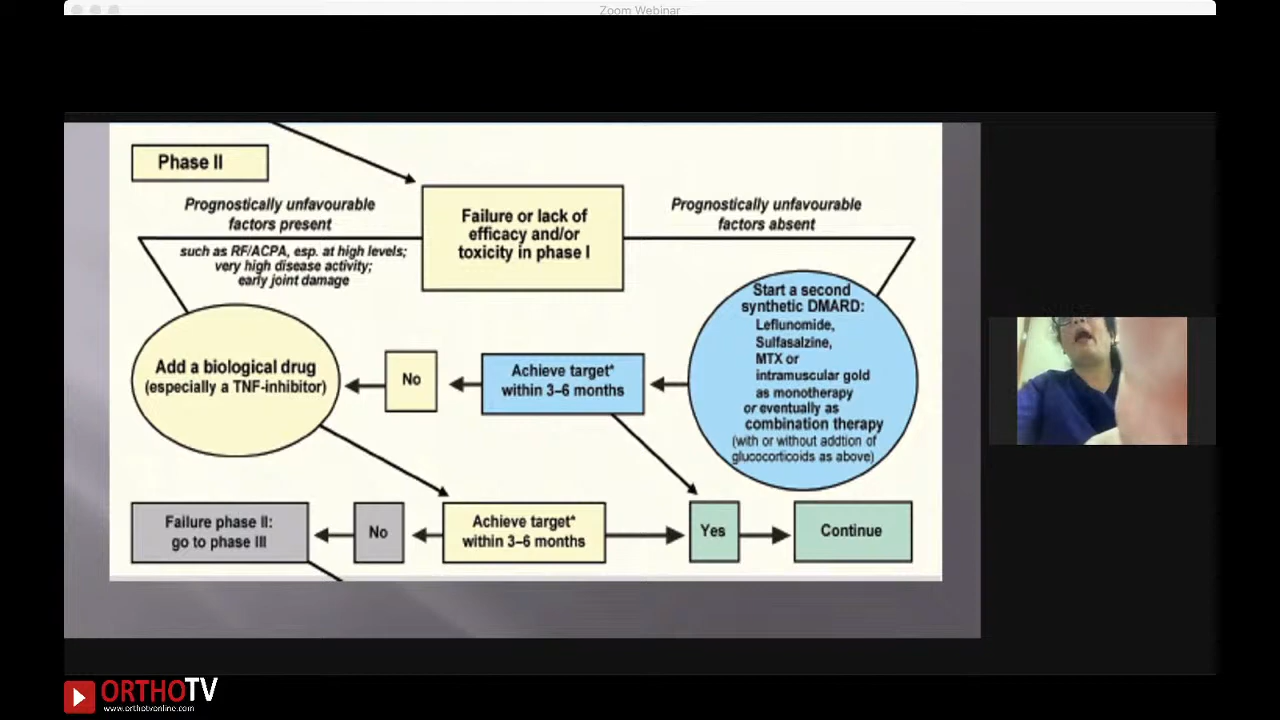 Zoom Webinar
Phase II
Prognostically unfavourable
factors present
such as RF/ACPA, esp. at high levels;
very high disease activity;
early joint damage
Failure or lack of
efficacy and/or
toxicity in phase I
Prognostically unfavourable
factors absent
Start a second
synthetic DMARD:
Leflunomide,
Sulfasalzine,
MTX or
intramuscular gold
as monotherapy
or eventually as
combination therapy
(with or without addtion of
glucocorticoids as above)
Achieve target*
within 3–6 months
No
Add a biological drug
(especially a TNF-inhibitor)
Failure phase II:
go to phase III
No
Achieve target*
within 3–6 months
Yes
Continue
ORTHOTV
www.orthotvonline.com